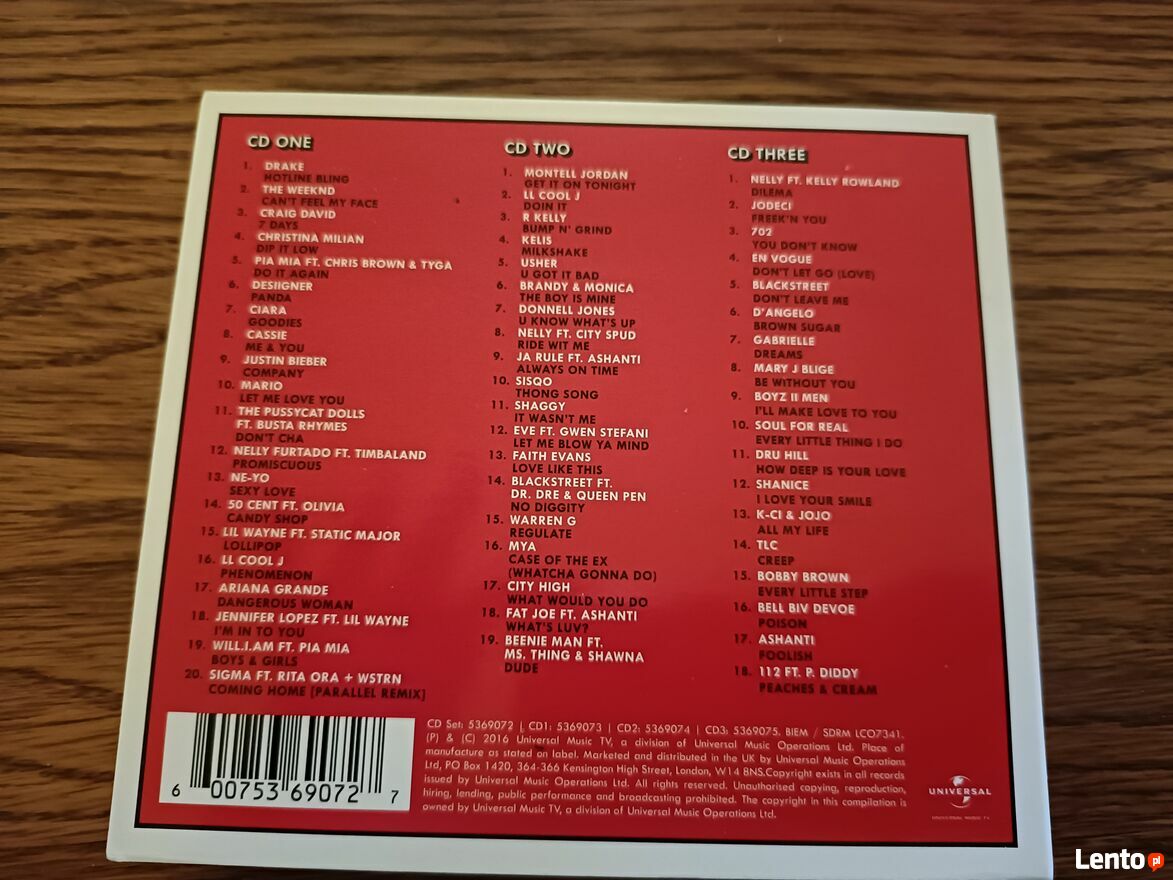 CD ONE
1. DRAKE
HOTLINE BLING
2. THE WEEKND
CAN'T FEEL MY FACE
3. CRAIG DAVID
7 DAYS
4. CHRISTINA MILIAN
DIP IT LOW
5. PIA MIA FT. CHRIS BROWN & TYGA
DO IT AGAIN
6. DESIIGNER
PANDA
7. CIARA
GOODIES
8. CASSIE
ME & YOU
9. JUSTIN BIEBER
COMPANY
10. MARIO
LET ME LOVE YOU
11. THE PUSSYCAT DOLLS
FT. BUSTA RHYMES
DON'T CHA
12. NELLY FURTADO FT. TIMBALAND
PROMISCUOUS
13. NE-YO
SEXY LOVE
14. 50 CENT FT. OLIVIA
CANDY SHOP
15. LIL WAYNE FT. STATIC MAJOR
LOLLIPOP
16. LL COOL J
PHENOMENON
17. ARIANA GRANDE
DANGEROUS WOMAN
18. JENNIFER LOPEZ FT. LIL WAYNE
I'M IN TO YOU
19. WILL.I.AM FT. PIA MIA
BOYS & GIRLS
20. SIGMA FT. RITA ORA + WSTRN
COMING HOME [PARALLEL REMIX]
CD TWO
1. MONTELL JORDAN
GET IT ON TONIGHT
2. LL COOL J
DOIN IT
3. R KELLY
BUMP N' GRIND
4. KELIS
MILKSHAKE
5. USHER
U GOT IT BAD
6. BRANDY & MONICA
THE BOY IS MINE
7. DONNELL JONES
U KNOW WHAT'S UP
8. NELLY FT. CITY SPUD
RIDE WIT ME
9. JA RULE FT. ASHANTI
ALWAYS ON TIME
10. SISQO
THONG SONG
11. SHAGGY
IT WASN'T ME
12. EVE FT. GWEN STEFANI
LET ME BLOW YA MIND
13. FAITH EVANS
LOVE LIKE THIS
14. BLACKSTREET FT.
DR. DRE & QUEEN PEN
NO DIGGITY
15. WARREN G
REGULATE
16. MYA
CASE OF THE EX
(WHATCHA GONNA DO)
17. CITY HIGH
WHAT WOULD YOU DO
18. FAT JOE FT. ASHANTI
WHAT'S LUV?
19. BEENIE MAN FT.
MS. THING & SHAWNA
DUDE
CD THREE
1. NELLY FT. KELLY ROWLAND
DILEMA
2. JODECI
FREEK'N YOU
3. 702
YOU DON'T KNOW
4. EN VOGUE
DON'T LET GO (LOVE)
5. BLACKSTREET
DON'T LEAVE ME
6. D'ANGELO
BROWN SUGAR
7. GABRIELLE
DREAMS
8. MARY J BLIGE
BE WITHOUT YOU
9. BOYZ II MEN
I'LL MAKE LOVE TO YOU
10. SOUL FOR REAL
EVERY LITTLE THING I DO
11. DRU HILL
HOW DEEP IS YOUR LOVE
12. SHANICE
I LOVE YOUR SMILE
13. K-CI & JOJO
ALL MY LIFE
14. TLC
CREEP
15. BOBBY BROWN
EVERY LITTLE STEP
16. BELL BIV DEVOE
POISON
17. ASHANTI
FOOLISH
18. 112 FT. P. DIDDY
PEACHES & CREAM
6 00753 69072 7
CD Set: 5369072 | CD1: 5369073 | CD2: 5369074 | CD3: 5369075. BIEM / SDRM LC07341.
(P) & (C) 2016 Universal Music TV, a division of Universal Music Operations Ltd. Place of
manufacture as stated on label. Marketed and distributed in the UK by Universal Music Operations
Ltd, PO Box 1420, 364-366 Kensington High Street, London, W14 8NS.Copyright exists in all records
issued by Universal Music Operations Ltd. All rights reserved. Unauthorised copying, reproduction,
hiring, lending, public performance and broadcasting prohibited. The copyright in this compilation is
owned by Universal Music TV, a division of Universal Music Operations Ltd.
UNIVERSAL
UNIVERSAL MUSIC TV
Lento pl